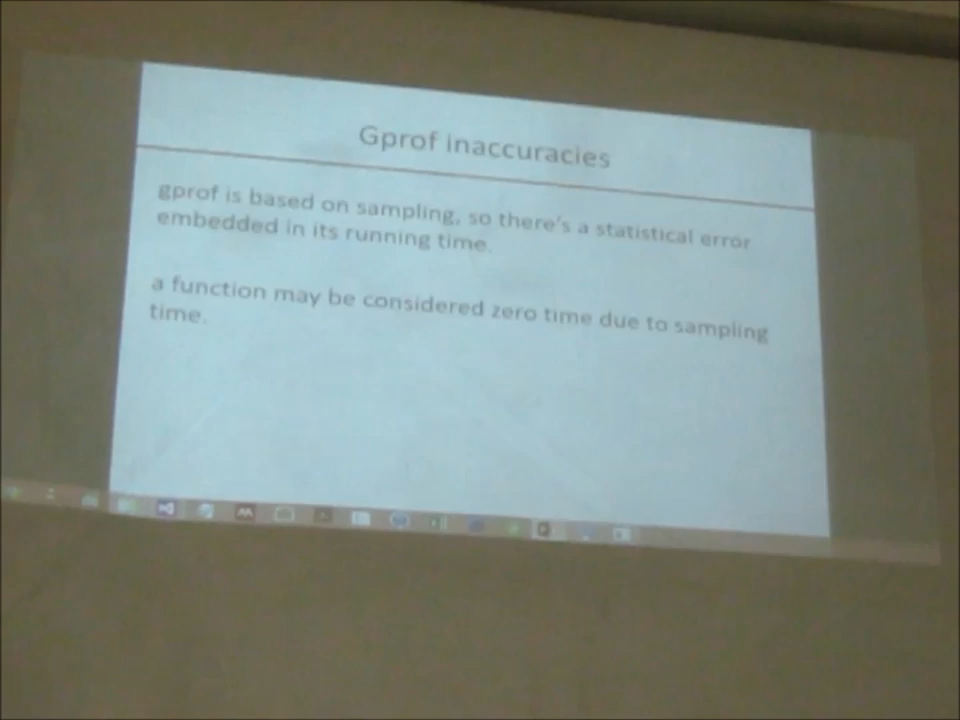 Gprof inaccuracies
gprof is based on sampling, so there's a statistical error
embedded in its running time.
a function may be considered zero time due to sampling
time.